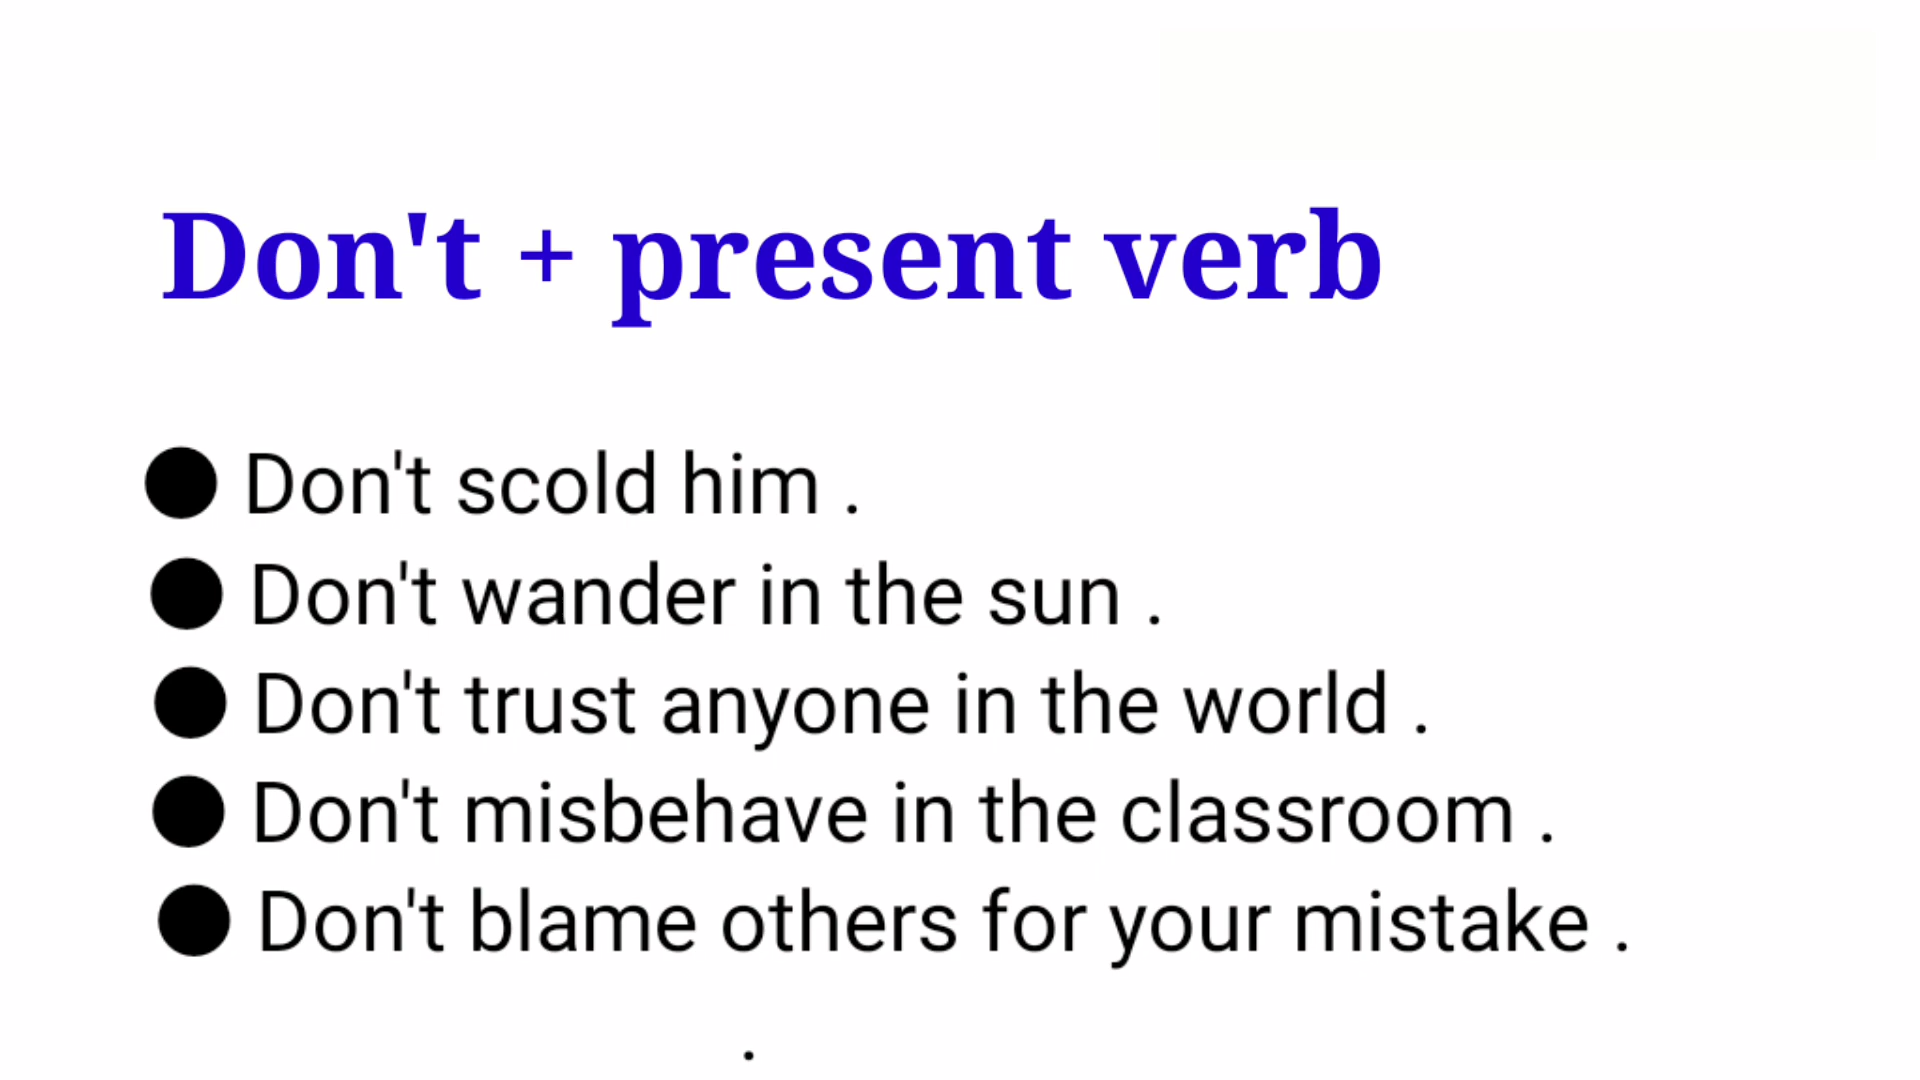 Don't + present verb
● Don't scold him .
● Don't wander in the sun .
● Don't trust anyone in the world .
● Don't misbehave in the classroom .
● Don't blame others for your mistake .
.